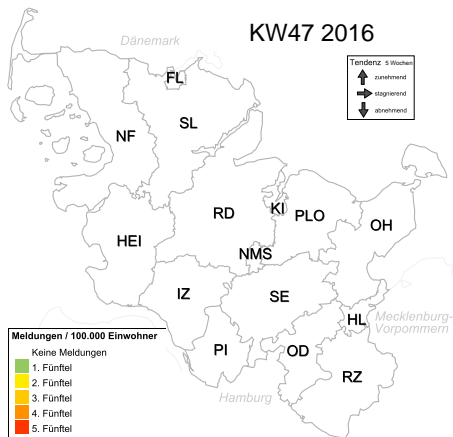 KW47 2016
Dänemark
Tendenz 5 Wochen
zunehmend
stagnierend
abnehmend
FL
SL
NF
RD
KI
PLO
OH
HEI
NMS
IZ
SE
HL
Mecklenburg-
Vorpommern
PI
OD
RZ
Hamburg
Meldungen / 100.000 Einwohner
Keine Meldungen
1. Fünftel
2. Fünftel
3. Fünftel
4. Fünftel
5. Fünftel